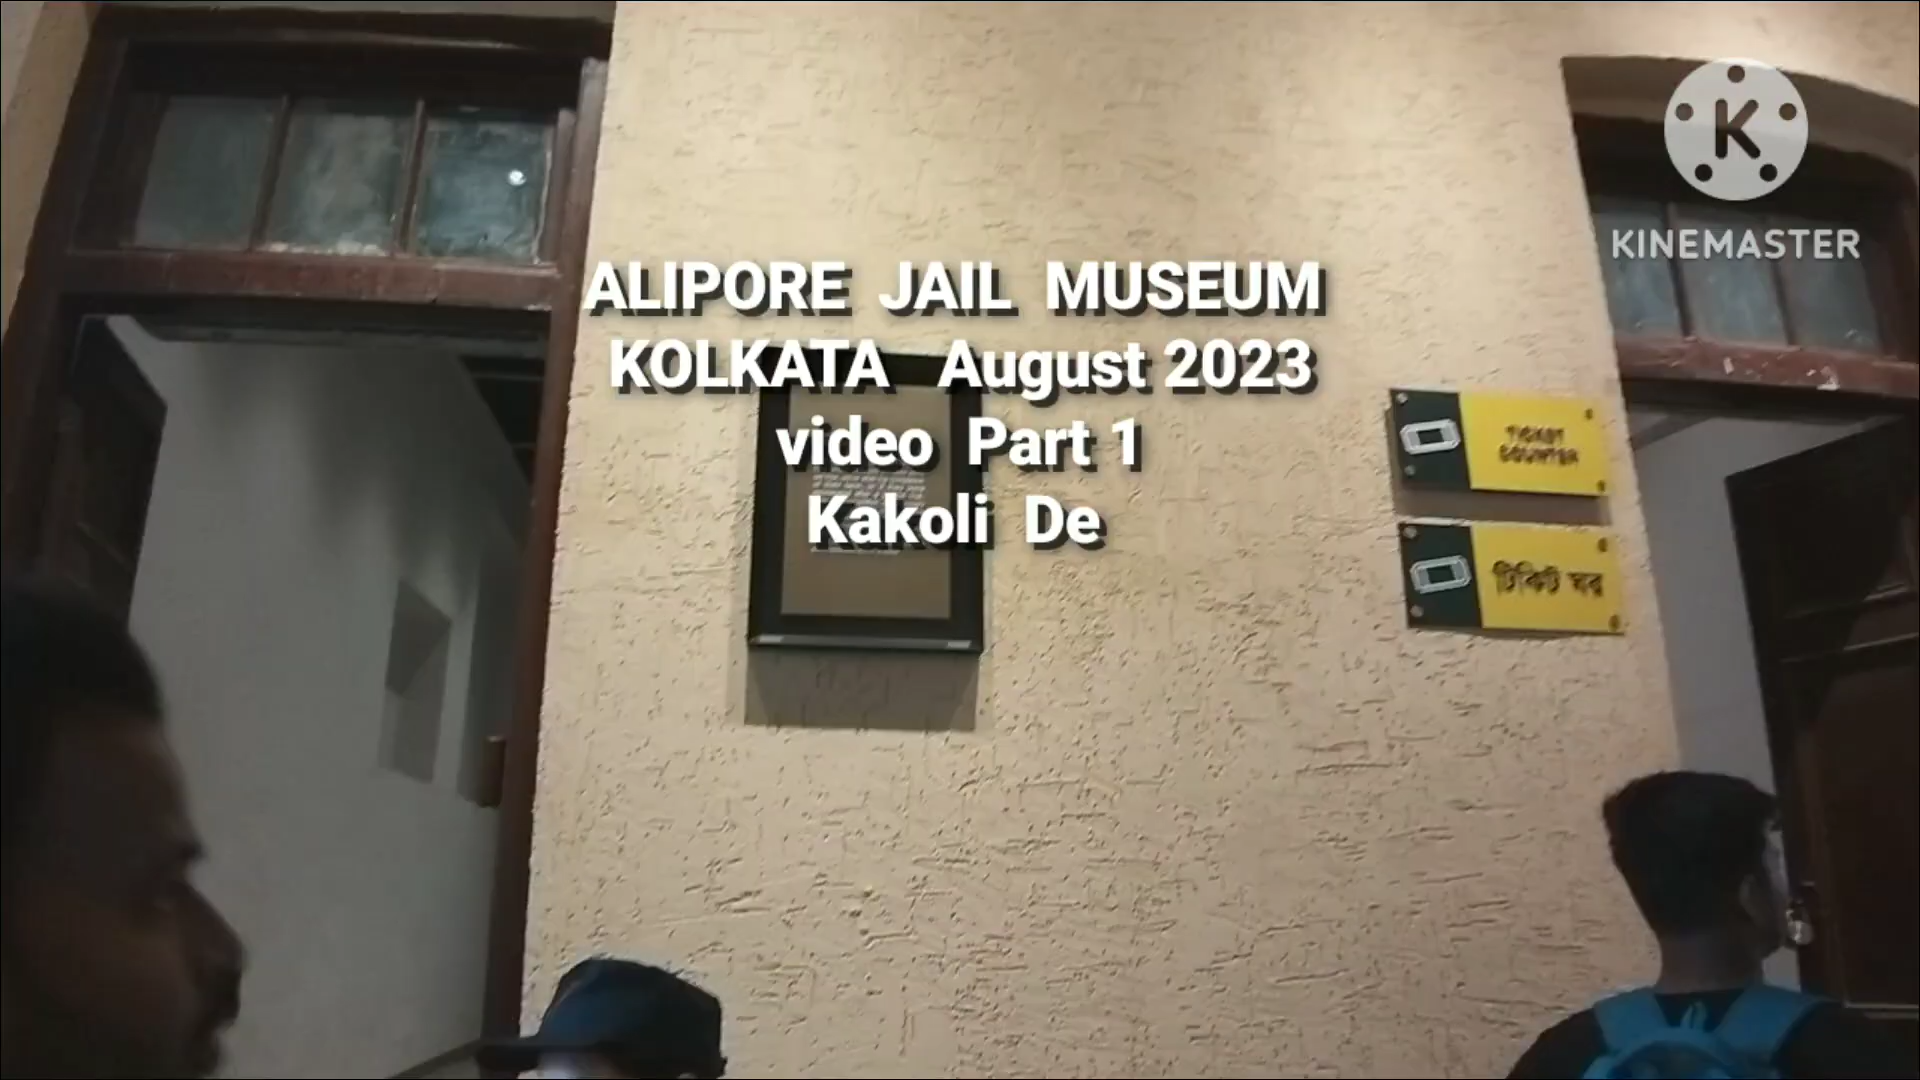 ALIPORE JAIL MUSEUM
KOLKATA August 2023
video Part 1
Kakoli De
KINEMASTER
TICKET
COUNTER
টিকিট ঘর